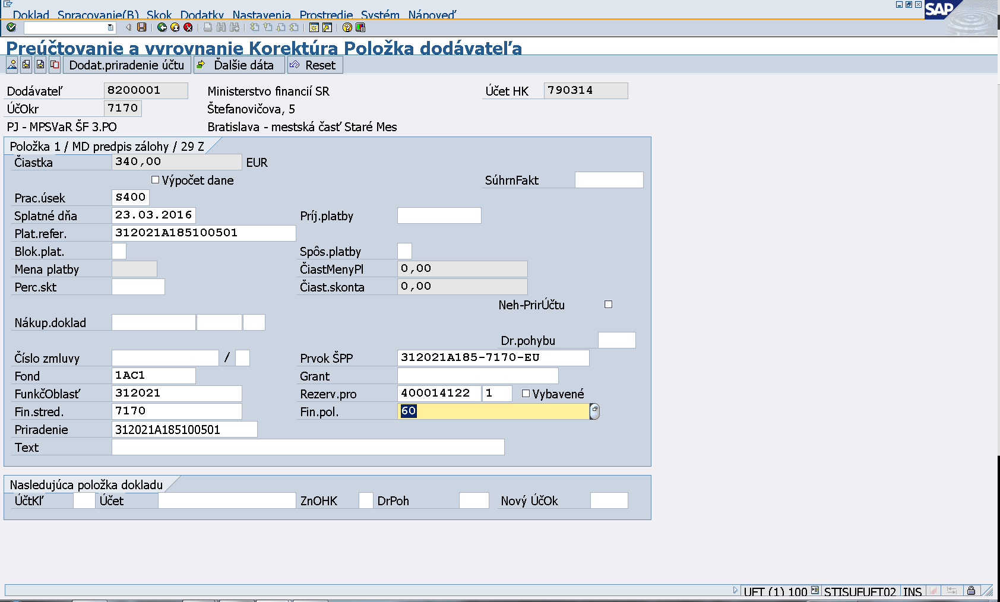 Doklad Spracovanie(B) Skok Dodatky Nastavenia Prostredie Systém Nápoveď
SAP
Preúčtovanie a vyrovnanie Korektúra Položka dodávateľa
Dodat.priradenie účtu Ďalšie dáta Reset
Dodávateľ 8200001 Ministerstvo financií SR Účet HK 790314
ÚčOkr 7170 Štefanovičova, 5
PJ - MPSVaR ŠF 3.PO Bratislava - mestská časť Staré Mes
Položka 1 / MD predpis zálohy / 29 Z
Čiastka 340,00 EUR
Výpočet dane SúhrnFakt
Prac.úsek S400
Splatné dňa 23.03.2016 Príj.platby
Plat.refer. 312021A185100501
Blok.plat. Spôs.platby
Mena platby ČiastMenyPl 0,00
Perc.skt Čiast.skonta 0,00
Neh-PrirÚčtu
Nákup.doklad
Dr.pohybu
Číslo zmluvy / Prvok ŠPP 312021A185-7170-EU
Fond 1AC1 Grant
FunkčOblasť 312021 Rezerv.pro 400014122 1 Vybavené
Fin.stred. 7170 Fin.pol. 60
Priradenie 312021A185100501
Text
Nasledujúca položka dokladu
ÚčtKľ Účet ZnOHK DrPoh Nový ÚčOk
UFT (1) 100 STISUFUFT02 INS